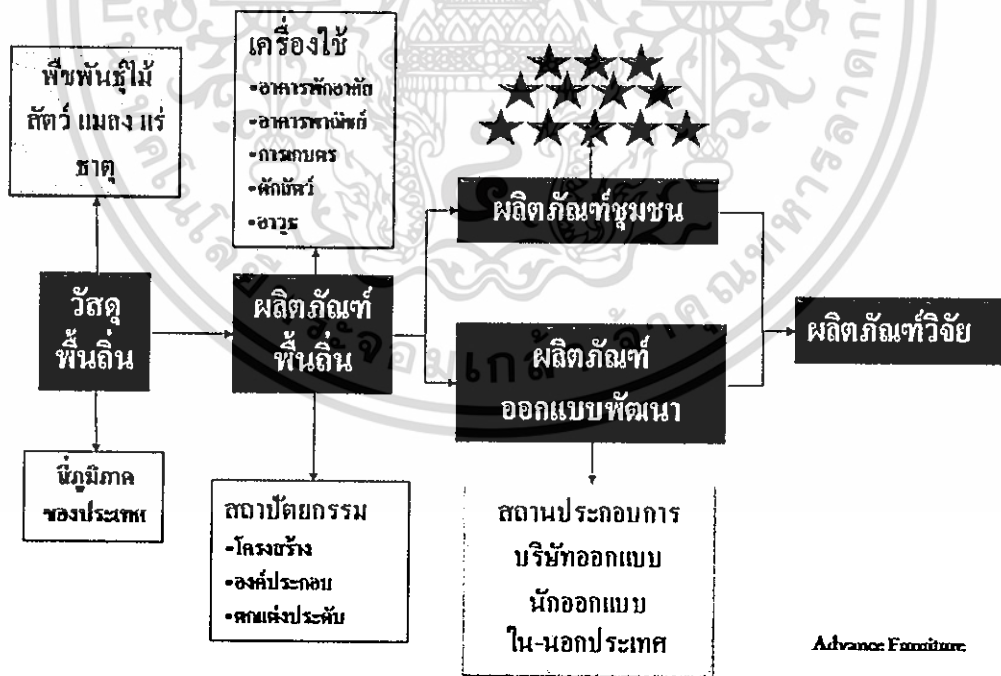 พืชพันธุ์ไม้
สัตว์ แมลง แร่
ธาตุ
เครื่องใช้
•อาคารพักอาศัย
•อาคารพาณิชย์
•การเกษตร
•ดักสัตว์
•อาวุธ
ผลิตภัณฑ์ชุมชน
วัสดุ
พื้นถิ่น
ผลิตภัณฑ์
พื้นถิ่น
ผลิตภัณฑ์
ออกแบบพัฒนา
ผลิตภัณฑ์วิจัย
ภูมิภาค
ของประเทศ
สถาปัตยกรรม
•โครงสร้าง
•องค์ประกอบ
•ตกแต่งประดับ
สถานประกอบการ
บริษัทออกแบบ
นักออกแบบ
ใน-นอกประเทศ
Advance Furniture